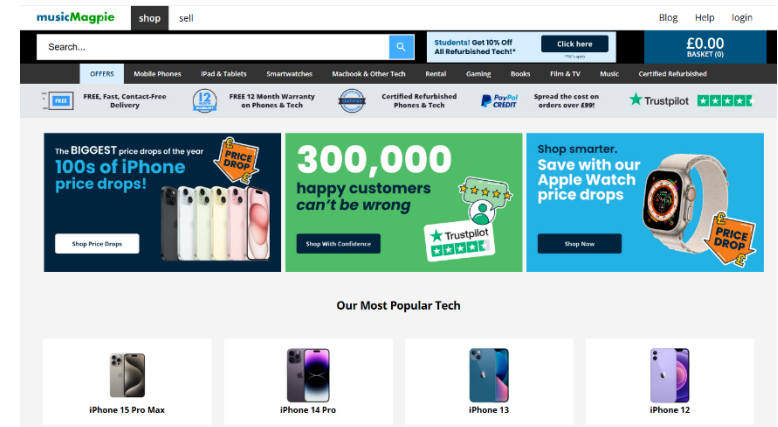 musicMagpie
shop
sell
Blog
Help
login
Search...
Students! Get 10% Off
All Refurbished Tech!*
Click here
£0.00
BASKET (0)
OFFERS
Mobile Phones
iPad & Tablets
Smartwatches
Macbook & Other Tech
Rental
Gaming
Books
Film & TV
Music
Certified Refurbished
FREE
FREE, Fast, Contact-Free
Delivery
12
FREE 12 Month Warranty
on Phones & Tech
CERTIFIED
Certified Refurbished
Phones & Tech
PayPal
CREDIT
Spread the cost on
orders over £99!
Trustpilot
The BIGGEST price drops of the year
100s of iPhone
price drops!
PRICE
DROP
£
Shop Price Drops
300,000
happy customers
can't be wrong
Trustpilot
Shop With Confidence
Shop smarter.
Save with our
Apple Watch
price drops
£
PRICE
DROP
Shop Now
Our Most Popular Tech
iPhone 15 Pro Max
iPhone 14 Pro
iPhone 13
iPhone 12